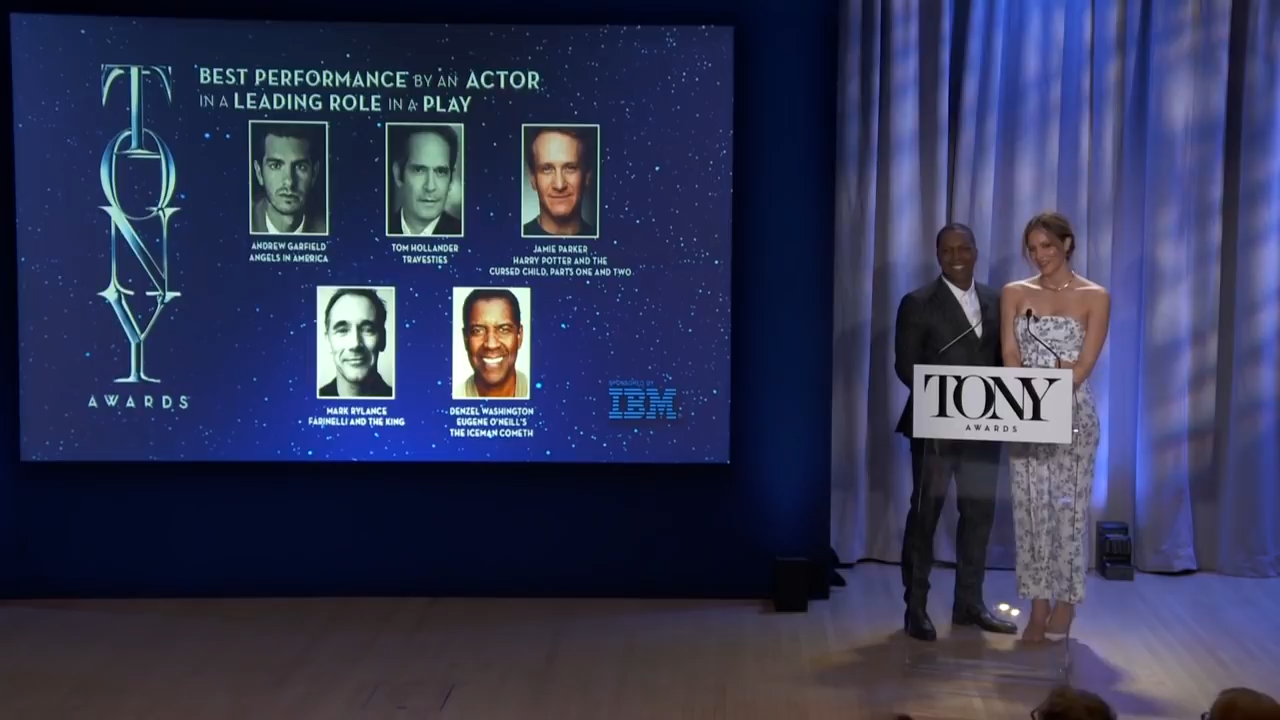 TONY
AWARDS
BEST PERFORMANCE BY AN ACTOR
IN A LEADING ROLE IN A PLAY
ANDREW GARFIELD
ANGELS IN AMERICA
TOM HOLLANDER
TRAVESTIES
JAMIE PARKER
HARRY POTTER AND THE
CURSED CHILD, PARTS ONE AND TWO
MARK RYLANCE
FARINELLI AND THE KING
DENZEL WASHINGTON
EUGENE O'NEILL'S
THE ICEMAN COMETH
SPONSORED BY
IBM
TONY
AWARDS